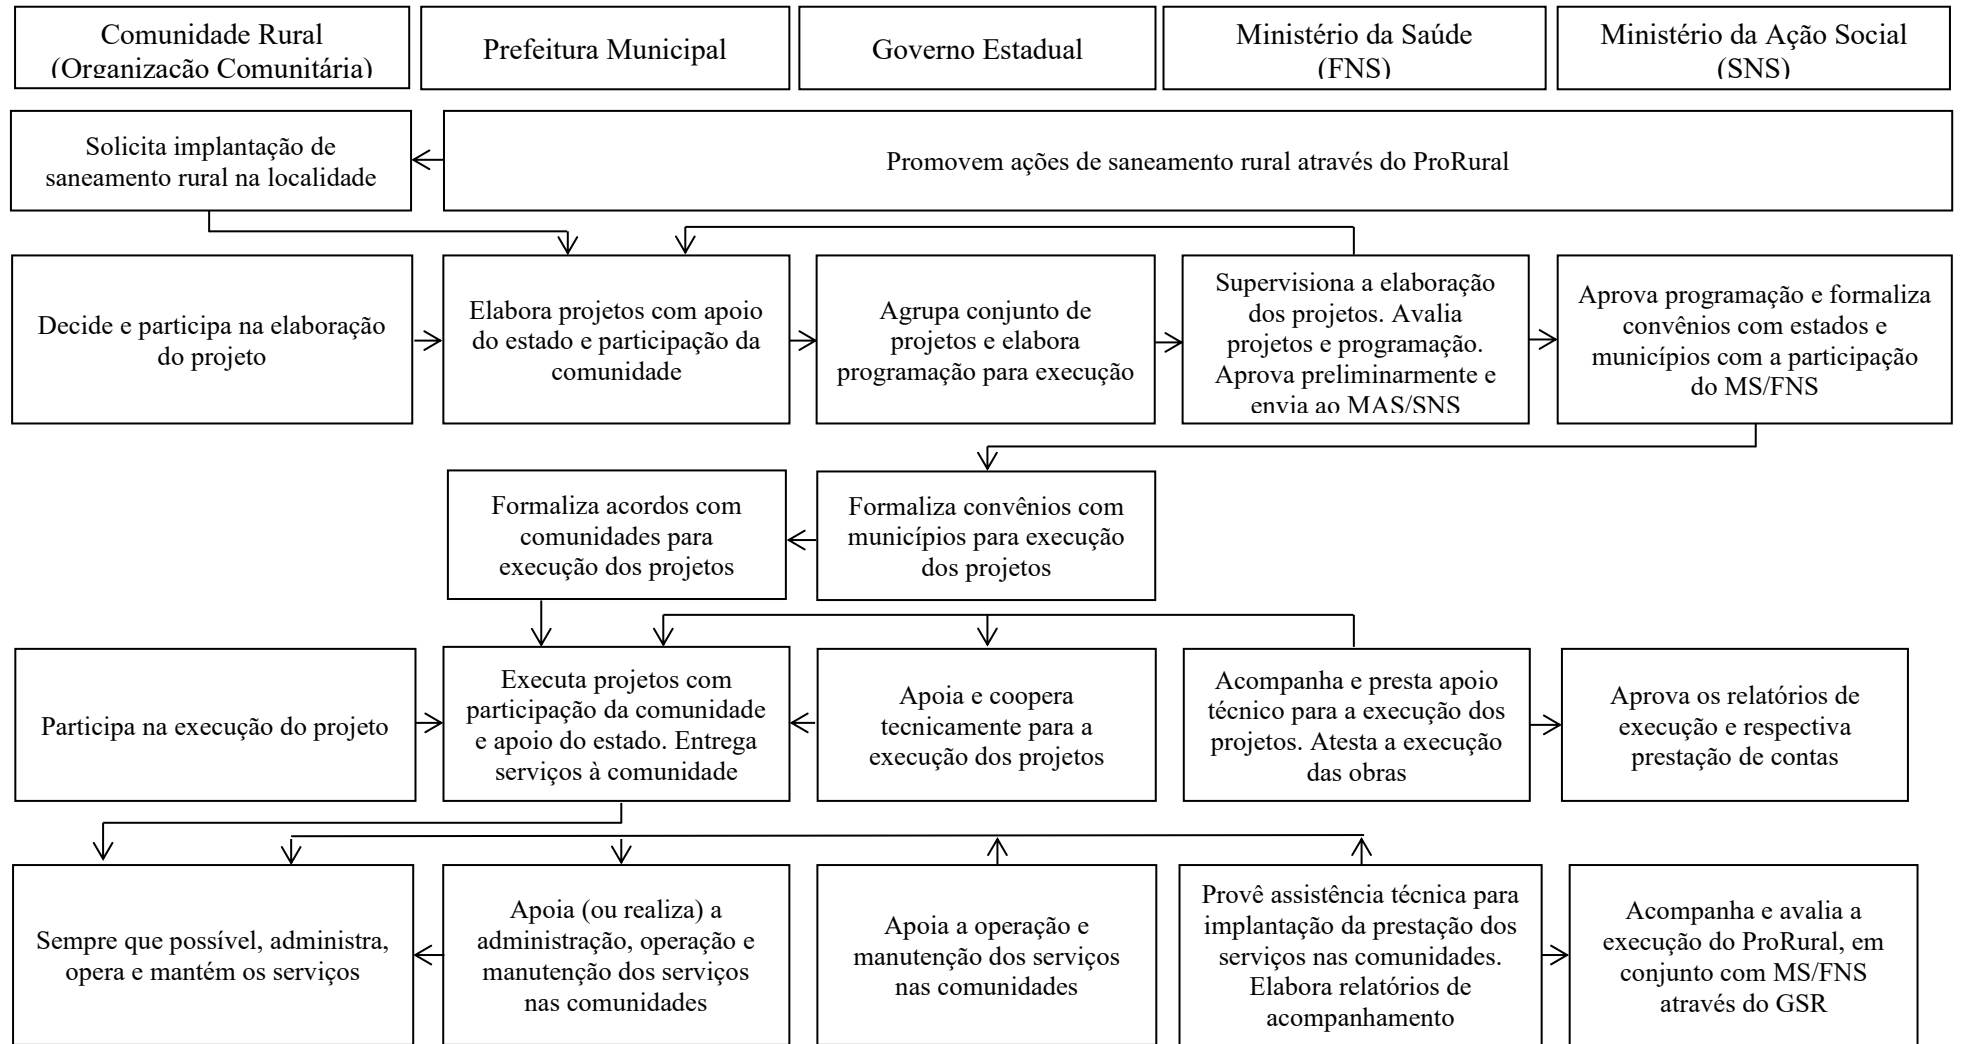 Comunidade Rural
(Organização Comunitária)
Prefeitura Municipal
Governo Estadual
Ministério da Saúde
(FNS)
Ministério da Ação Social
(SNS)
Solicita implantação de
saneamento rural na localidade
Promovem ações de saneamento rural através do ProRural
Decide e participa na elaboração
do projeto
Elabora projetos com apoio
do estado e participação da
comunidade
Agrupa conjunto de
projetos e elabora
programação para execução
Supervisiona a elaboração
dos projetos. Avalia
projetos e programação.
Aprova preliminarmente e
envia ao MAS/SNS
Aprova programação e formaliza
convênios com estados e
municípios com a participação
do MS/FNS
Formaliza acordos com
comunidades para
execução dos projetos
Formaliza convênios com
municípios para execução
dos projetos
Participa na execução do projeto
Executa projetos com
participação da comunidade
e apoio do estado. Entrega
serviços à comunidade
Apoia e coopera
tecnicamente para a
execução dos projetos
Acompanha e presta apoio
técnico para a execução dos
projetos. Atesta a execução
das obras
Aprova os relatórios de
execução e respectiva
prestação de contas
Sempre que possível, administra,
opera e mantém os serviços
Apoia (ou realiza) a
administração, operação e
manutenção dos serviços
nas comunidades
Apoia a operação e
manutenção dos serviços
nas comunidades
Provê assistência técnica para
implantação da prestação dos
serviços nas comunidades.
Elabora relatórios de
acompanhamento
Acompanha e avalia a
execução do ProRural, em
conjunto com MS/FNS
através do GSR